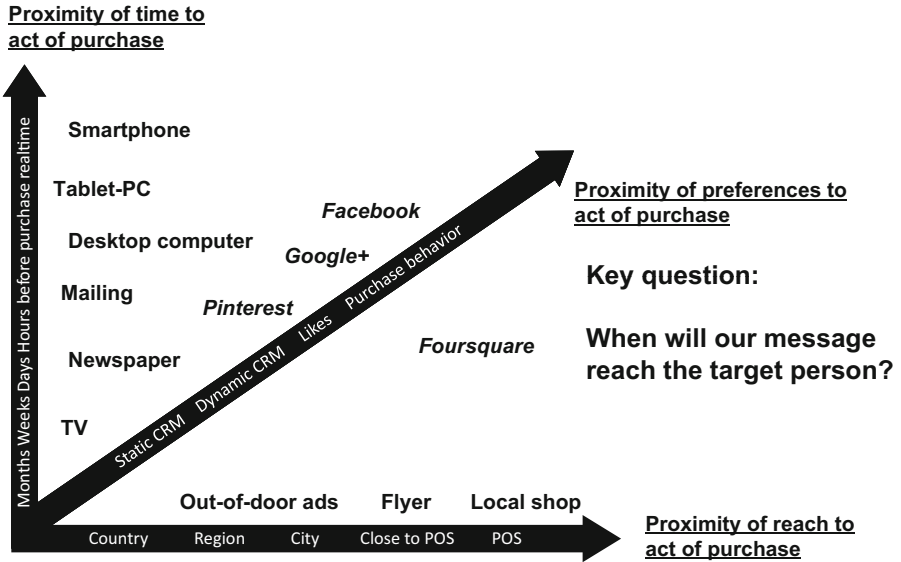 Proximity of time to
act of purchase
Months Weeks Days Hours before purchase realtime
Smartphone
Tablet-PC
Desktop computer
Mailing
Newspaper
TV
Facebook
Google+
Pinterest
Foursquare
Static CRM Dynamic CRM Likes Purchase behavior
Proximity of preferences to
act of purchase
Key question:
When will our message
reach the target person?
Out-of-door ads Flyer Local shop
Country Region City Close to POS POS
Proximity of reach to
act of purchase